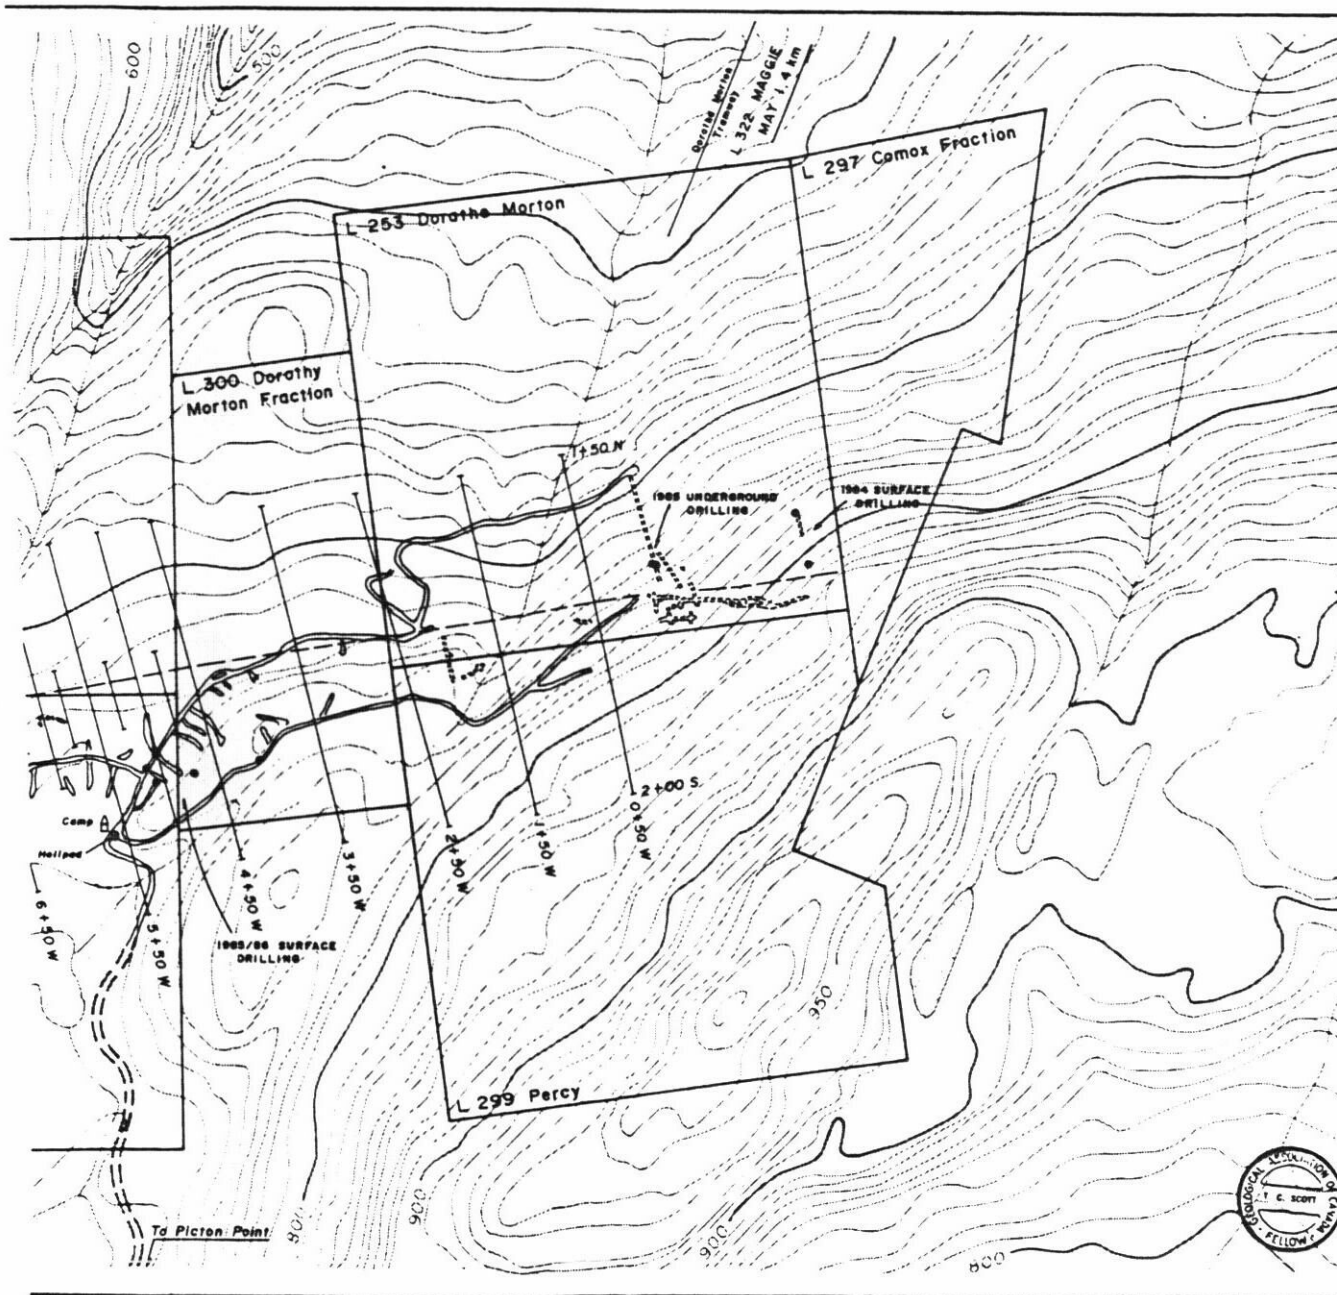 600
500
Dorathe Morton
Tramway
L 322 MAGGIE
MAY 1.4 km
L 297 Comox Fraction
L 253 Dorathe Morton
L 300 Dorothy
Morton Fraction
1+50 N
1985 UNDERGROUND
DRILLING
1984 SURFACE
DRILLING
Camp
Helipad
2+00 S
0+50 W
1+50 W
2+50 W
3+50 W
4+50 W
5+50 W
6+50 W
1985/86 SURFACE
DRILLING
950
L 299 Percy
To Picton Point
800
900
900
800
GEOLOGICAL ASSOCIATION OF CANADA
T. C. SCOTT
FELLOW